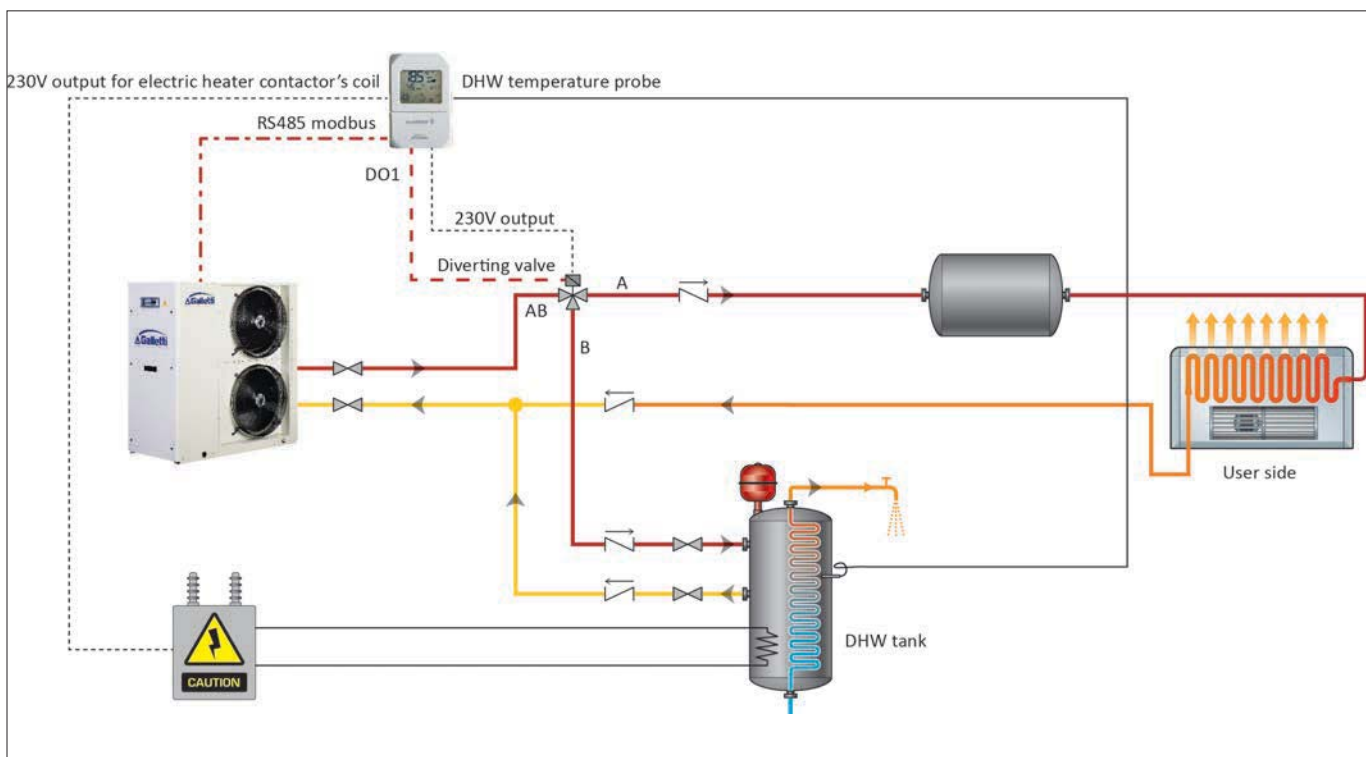 230V output for electric heater contactor's coil
DHW temperature probe
RS485 modbus
DO1
230V output
Diverting valve
A
AB
B
Galletti
Galletti
User side
DHW tank
CAUTION